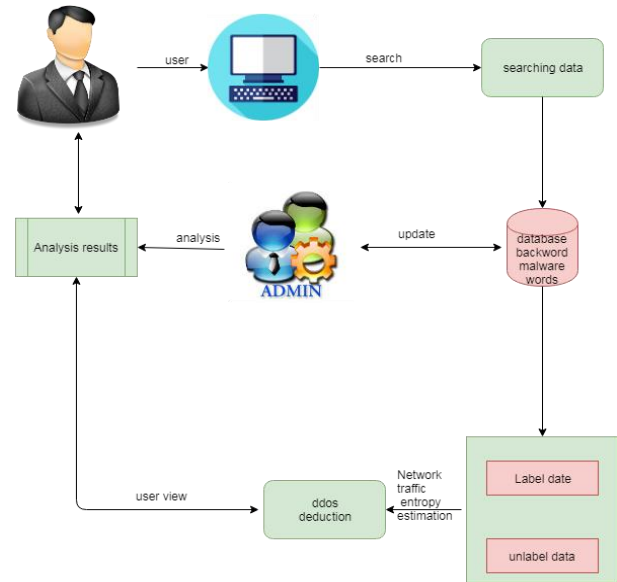 user
search
searching data
Analysis results
analysis
ADMIN
update
database
backword
malware
words
Network
traffic
entropy
estimation
Label date
user view
ddos
deduction
unlabel data